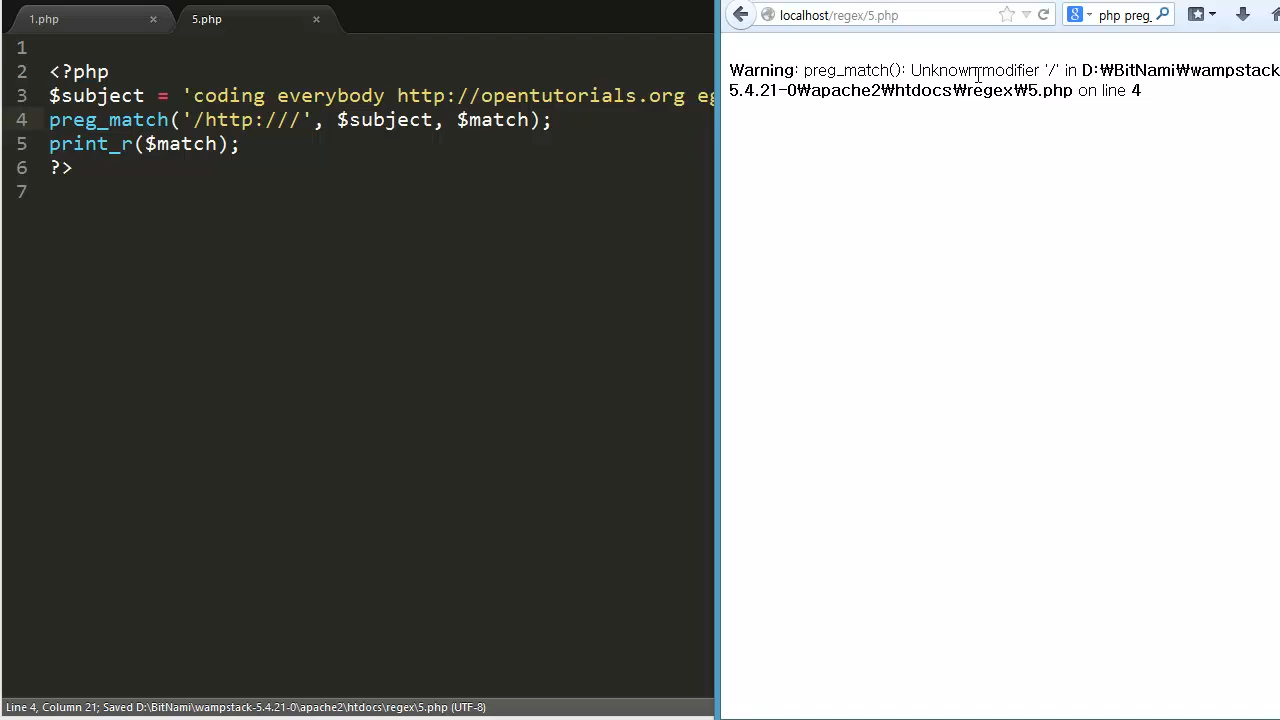 1.php
5.php
1
2 <?php
3 $subject = 'coding everybody http://opentutorials.org eg
4 preg_match('/http:///', $subject, $match);
5 print_r($match);
6 ?>
7
Line 4, Column 21; Saved D:\BitNami\wampstack-5.4.21-0\apache2\htdocs\regex\5.php (UTF-8)
localhost/regex/5.php
8 php preg_
Warning: preg_match(): Unknown modifier '/' in D:₩BitNami₩wampstack
5.4.21-0₩apache2₩htdocs₩regex₩5.php on line 4